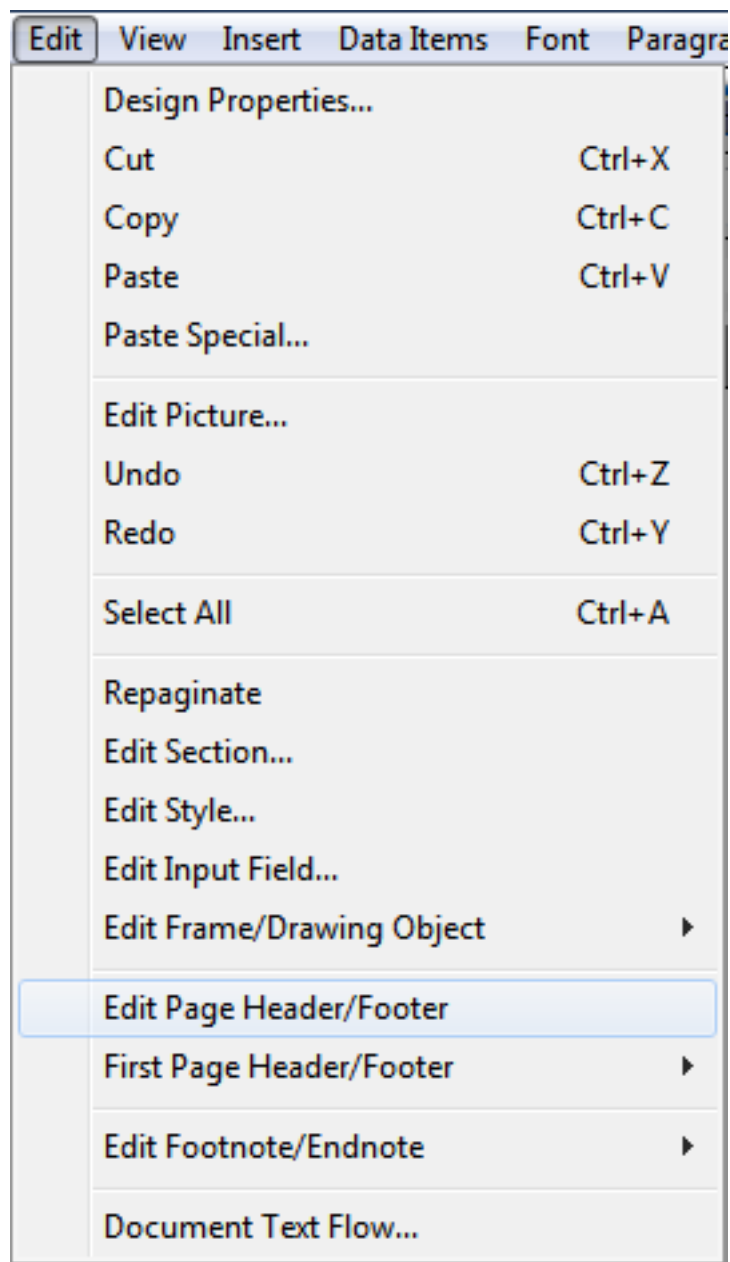 Edit View Insert Data Items Font Paragra
Design Properties...
Cut Ctrl+X
Copy Ctrl+C
Paste Ctrl+V
Paste Special...
Edit Picture...
Undo Ctrl+Z
Redo Ctrl+Y
Select All Ctrl+A
Repaginate
Edit Section...
Edit Style...
Edit Input Field...
Edit Frame/Drawing Object
Edit Page Header/Footer
First Page Header/Footer
Edit Footnote/Endnote
Document Text Flow...